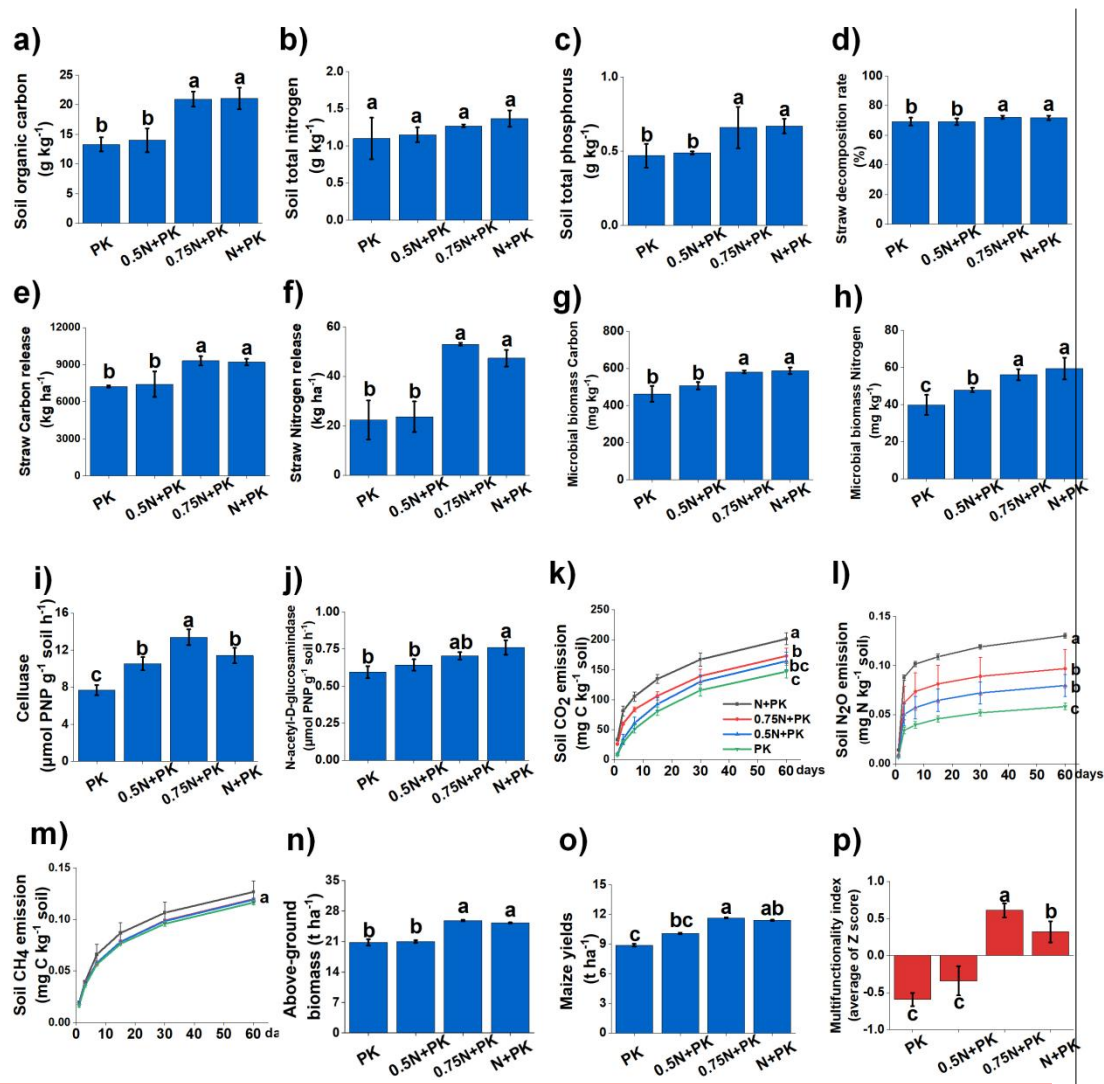 a)
Soil organic carbon
(g kg⁻¹)
25
20
15
10
5
0
b
b
a
a
PK
0.5N+PK
0.75N+PK
N+PK
b)
Soil total nitrogen
(g kg⁻¹)
2.0
1.5
1.0
0.5
0.0
a
a
a
a
PK
0.5N+PK
0.75N+PK
N+PK
c)
Soil total phosphorus
(g kg⁻¹)
1.0
0.5
0.0
b
b
a
a
PK
0.5N+PK
0.75N+PK
N+PK
d)
Straw decomposition rate
(%)
100
80
60
40
20
0
b
b
a
a
PK
0.5N+PK
0.75N+PK
N+PK
e)
Straw Carbon release
(kg ha⁻¹)
12000
9000
6000
3000
0
b
b
a
a
PK
0.5N+PK
0.75N+PK
N+PK
f)
Straw Nitrogen release
(kg ha⁻¹)
60
40
20
0
b
b
a
a
PK
0.5N+PK
0.75N+PK
N+PK
g)
Microbial biomass Carbon
(mg kg⁻¹)
800
600
400
200
0
b
b
a
a
PK
0.5N+PK
0.75N+PK
N+PK
h)
Microbial biomass Nitrogen
(mg kg⁻¹)
80
60
40
20
0
c
b
a
a
PK
0.5N+PK
0.75N+PK
N+PK
i)
Celluase
(μmol PNP g⁻¹ soil h⁻¹)
16
12
8
4
0
c
b
a
b
PK
0.5N+PK
0.75N+PK
N+PK
j)
N-acetyl-D-glucosamindase
(μmol PNP g⁻¹ soil h⁻¹)
1.00
0.75
0.50
0.25
0.00
b
b
ab
a
PK
0.5N+PK
0.75N+PK
N+PK
k)
Soil CO₂ emission
(mg C kg⁻¹ soil)
250
200
150
100
50
0
a
b
bc
c
N+PK
0.75N+PK
0.5N+PK
PK
0 10 20 30 40 50 60 days
l)
Soil N₂O emission
(mg N kg⁻¹ soil)
0.15
0.10
0.05
0.00
a
b
b
c
0 10 20 30 40 50 60 days
m)
Soil CH₄ emission
(mg C kg⁻¹ soil)
0.15
0.10
0.05
0.00
a
0 10 20 30 40 50 60 da
n)
Above-ground
biomass (t ha⁻¹)
35
28
21
14
7
0
b
b
a
a
PK
0.5N+PK
0.75N+PK
N+PK
o)
Maize yields
(t ha⁻¹)
15
12
9
6
3
0
c
bc
a
ab
PK
0.5N+PK
0.75N+PK
N+PK
p)
Multifunctionality index
(average of Z score)
1.0
0.5
0.0
-0.5
-1.0
c
c
a
b
PK
0.5N+PK
0.75N+PK
N+PK